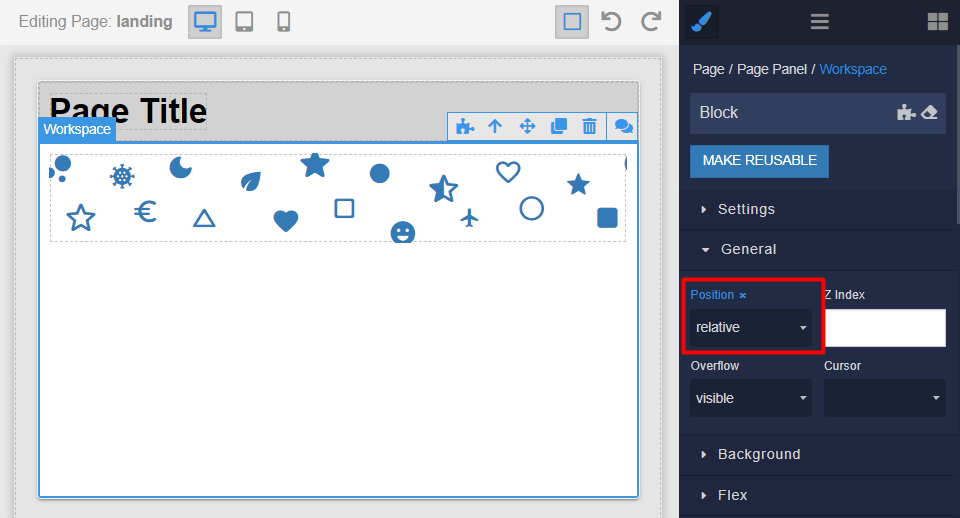 Editing Page: landing
Page / Page Panel / Workspace
Block
MAKE REUSABLE
Page Title
Workspace
Settings
General
Position ×
Z Index
relative
Overflow
Cursor
visible
Background
Flex